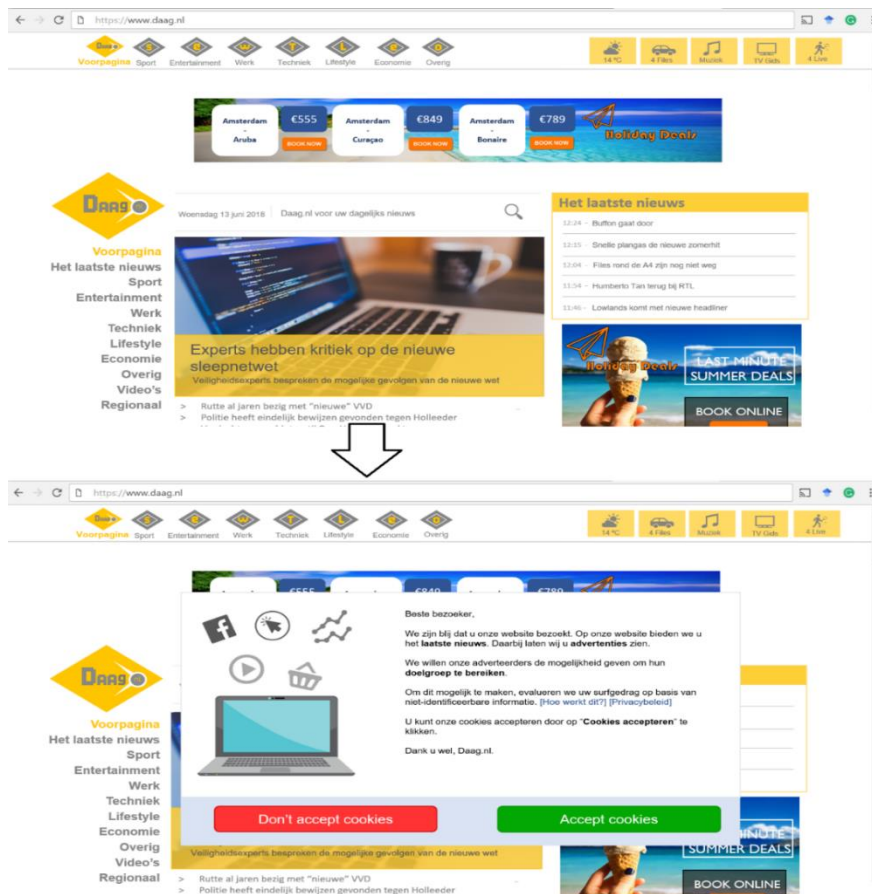 https://www.daag.nl
Daag
S
E
W
T
L
E
O
Voorpagina
Sport
Entertainment
Werk
Techniek
Lifestyle
Economie
Overig
14 °C
4 Files
Muziek
TV Gids
4 Live
Amsterdam
-
Aruba
€555
BOOK NOW
Amsterdam
-
Curaçao
€849
BOOK NOW
Amsterdam
-
Bonaire
€789
BOOK NOW
Holiday Deals
DAAG
Woensdag 13 juni 2018
Daag.nl voor uw dagelijks nieuws
Voorpagina
Het laatste nieuws
Sport
Entertainment
Werk
Techniek
Lifestyle
Economie
Overig
Video's
Regionaal
Experts hebben kritiek op de nieuwe
sleepnetwet
Veiligheidsexperts bespreken de mogelijke gevolgen van de nieuwe wet
> Rutte al jaren bezig met "nieuwe" VVD
> Politie heeft eindelijk bewijzen gevonden tegen Holleeder
Het laatste nieuws
12:24 - Buffon gaat door
12:15 - Snelle plangas de nieuwe zomerhit
12:04 - Files rond de A4 zijn nog niet weg
11:54 - Humberto Tan terug bij RTL
11:46 - Lowlands komt met nieuwe headliner
Holiday Deals
LAST MINUTE
SUMMER DEALS
BOOK ONLINE
https://www.daag.nl
Daag
S
E
W
T
L
E
O
Voorpagina
Sport
Entertainment
Werk
Techniek
Lifestyle
Economie
Overig
14 °C
4 Files
Muziek
TV Gids
4 Live
€555
€849
€789
DAAG
Voorpagina
Het laatste nieuws
Sport
Entertainment
Werk
Techniek
Lifestyle
Economie
Overig
Video's
Regionaal
Beste bezoeker,
We zijn blij dat u onze website bezoekt. Op onze website bieden we u
het laatste nieuws. Daarbij laten wij u advertenties zien.
We willen onze adverteerders de mogelijkheid geven om hun
doelgroep te bereiken.
Om dit mogelijk te maken, evalueren we uw surfgedrag op basis van
niet-identificeerbare informatie. [Hoe werkt dit?] [Privacybeleid]
U kunt onze cookies accepteren door op "Cookies accepteren" te
klikken.
Dank u wel, Daag.nl.
Don't accept cookies
Accept cookies
Veiligheidsexperts bespreken de mogelijke gevolgen van de nieuwe wet
> Rutte al jaren bezig met "nieuwe" VVD
> Politie heeft eindelijk bewijzen gevonden tegen Holleeder
SUMMER DEALS
BOOK ONLINE